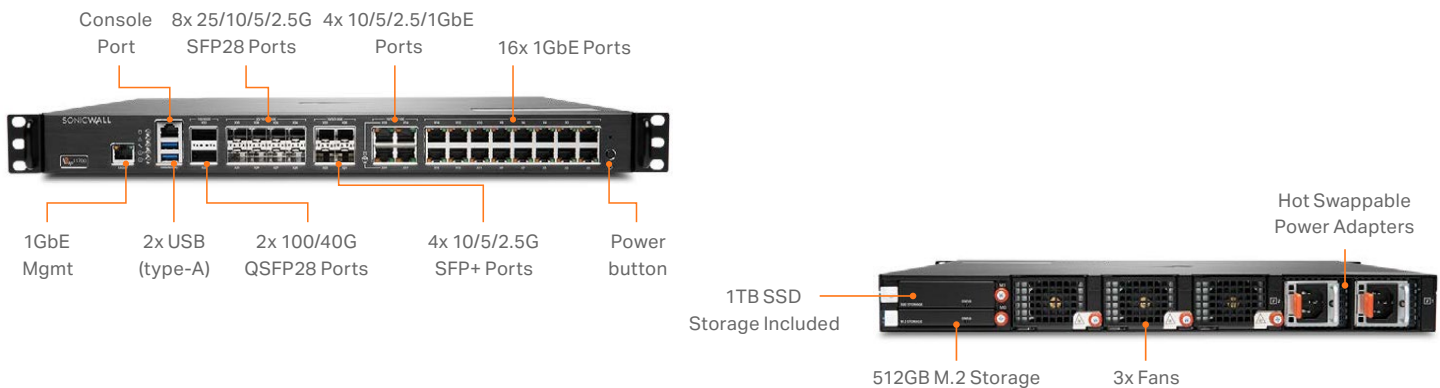 Console
Port
8x 25/10/5/2.5G
SFP28 Ports
4x 10/5/2.5/1GbE
Ports
16x 1GbE Ports
SONICWALL
1GbE
Mgmt
2x USB
(type-A)
2x 100/40G
QSFP28 Ports
4x 10/5/2.5G
SFP+ Ports
Power
button
Hot Swappable
Power Adapters
1TB SSD
Storage Included
512GB M.2 Storage
3x Fans